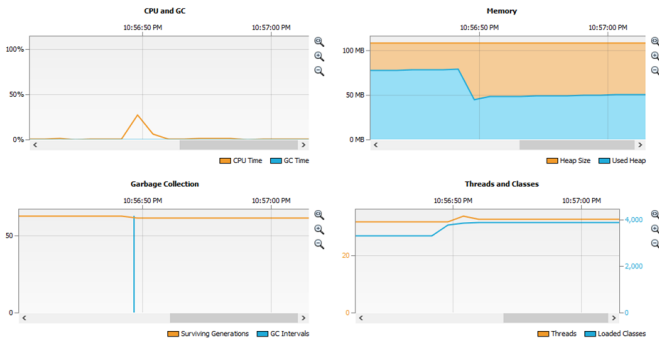 CPU and GC
10:56:50 PM 10:57:00 PM
100%
50%
0%
CPU Time GC Time
Memory
10:56:50 PM 10:57:00 PM
100 MB
50 MB
0 MB
Heap Size Used Heap
Garbage Collection
10:56:50 PM 10:57:00 PM
50
0
Surviving Generations GC Intervals
Threads and Classes
10:56:50 PM 10:57:00 PM
20
0
4,000
2,000
0
Threads Loaded Classes